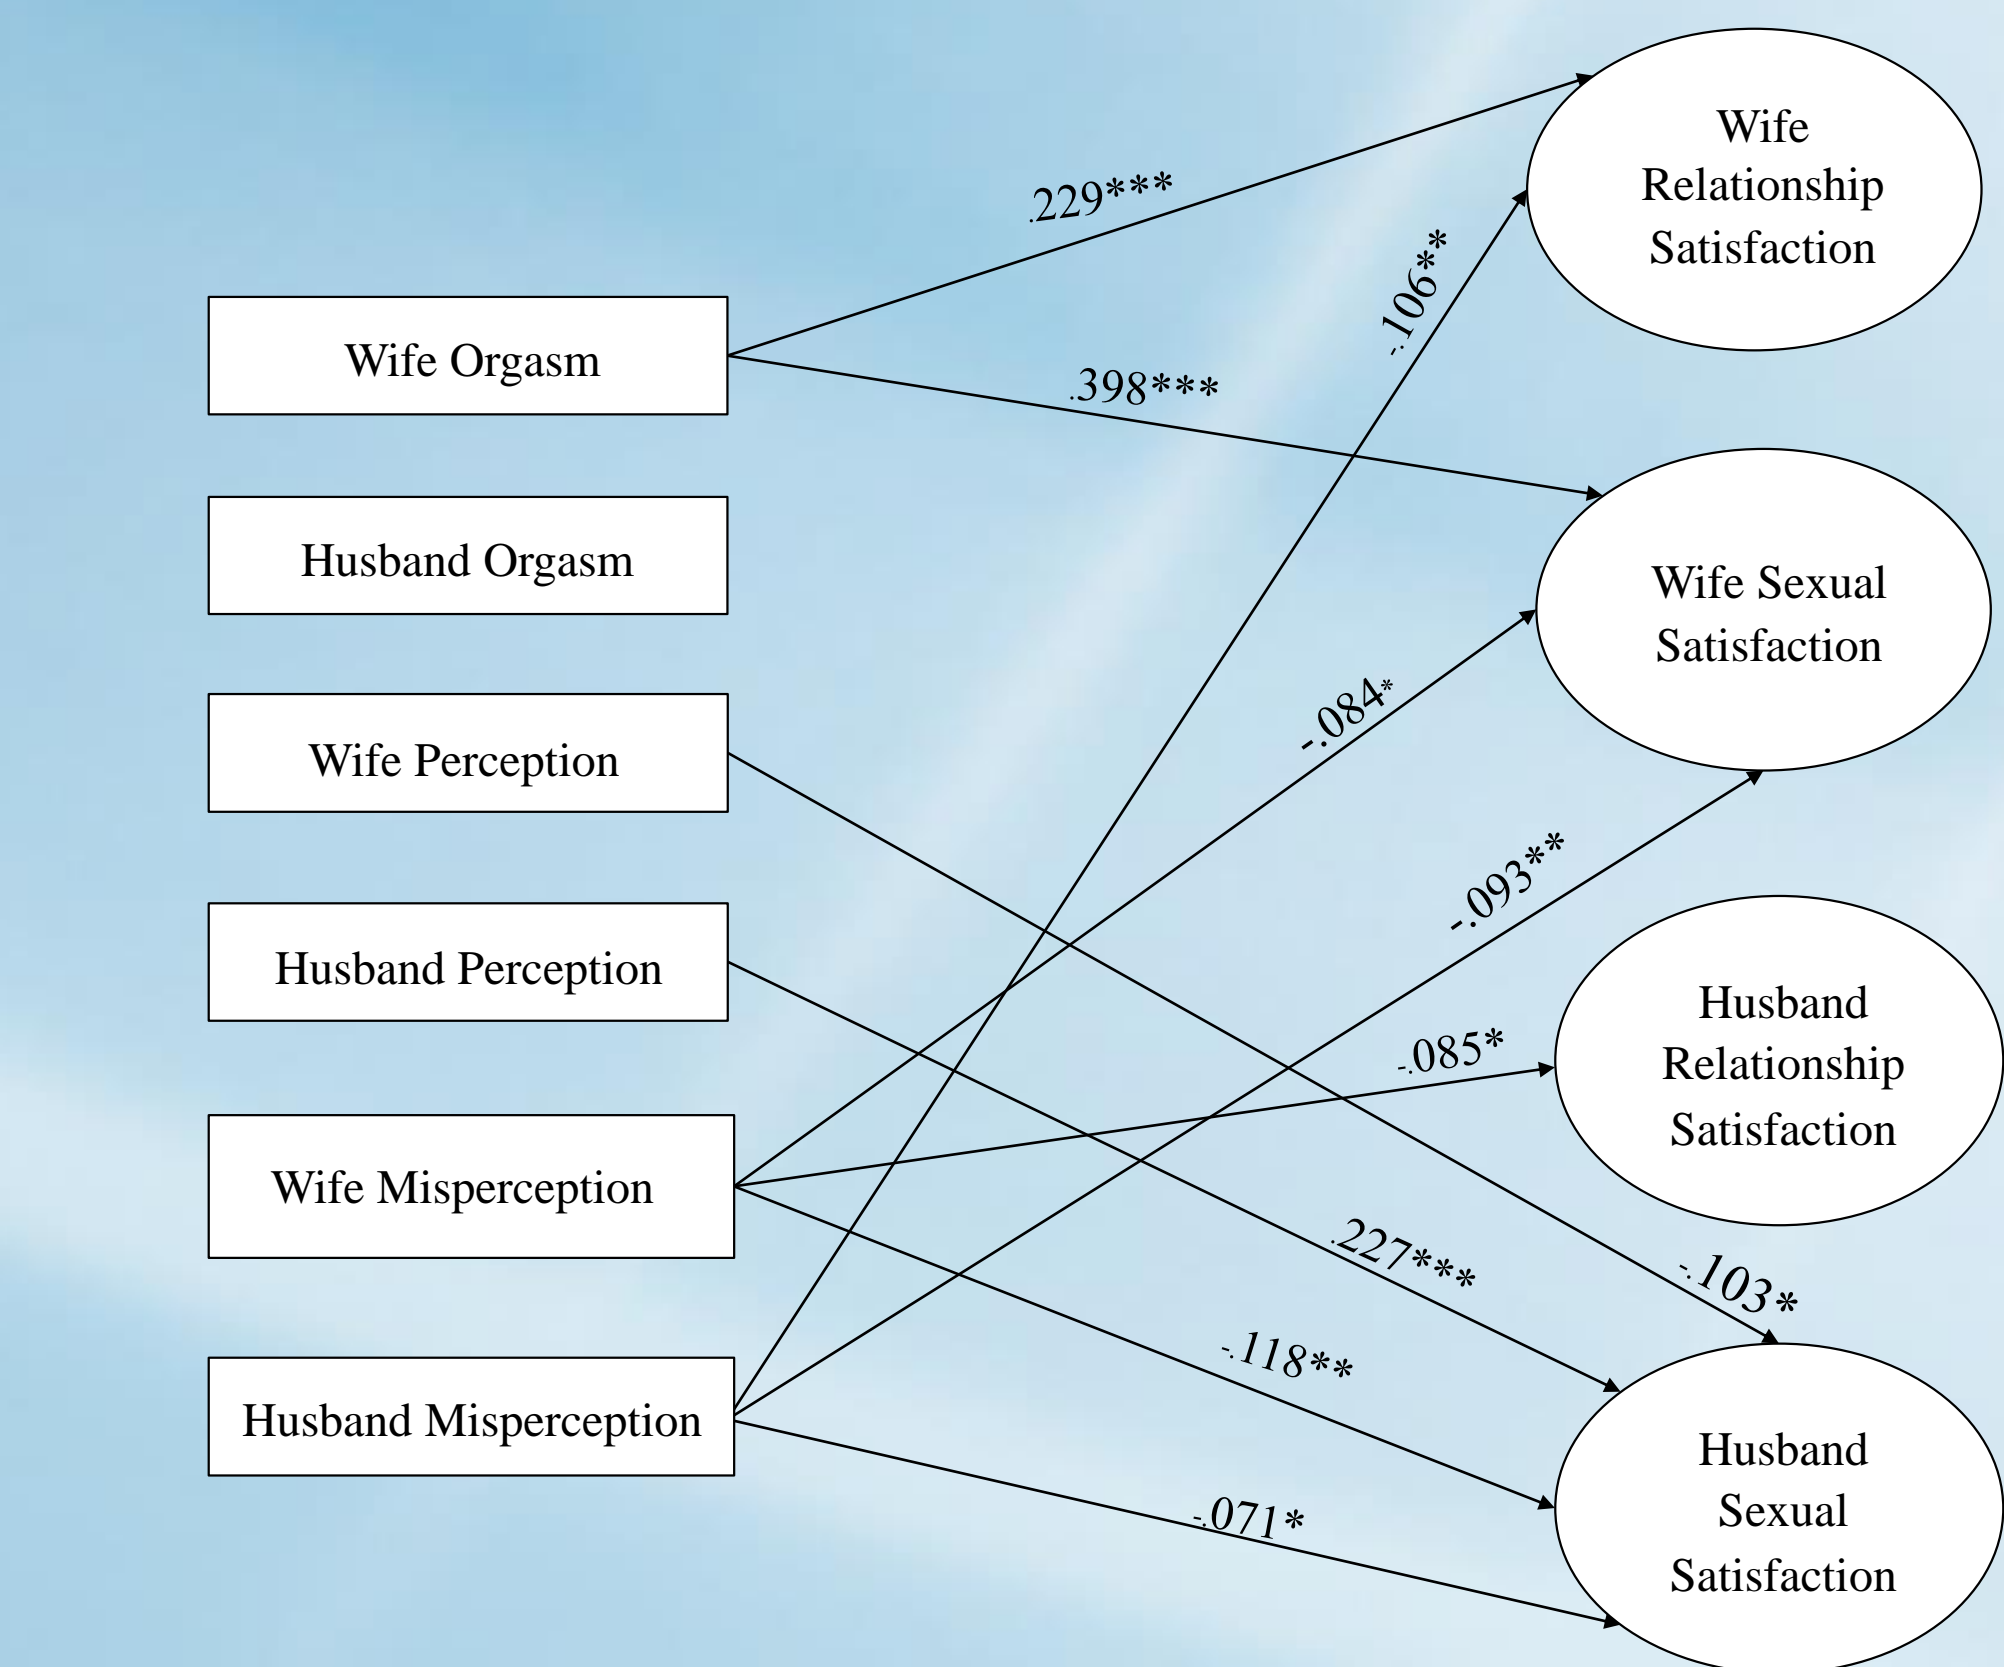 Wife
Relationship
Satisfaction
.229***
-.106**
Wife Orgasm
.398***
Husband Orgasm
Wife Sexual
Satisfaction
Wife Perception
-.084*
-.093**
Husband Perception
Husband
Relationship
Satisfaction
-.085*
Wife Misperception
.227***
-.103*
-.118**
Husband Misperception
Husband
Sexual
Satisfaction
-.071*